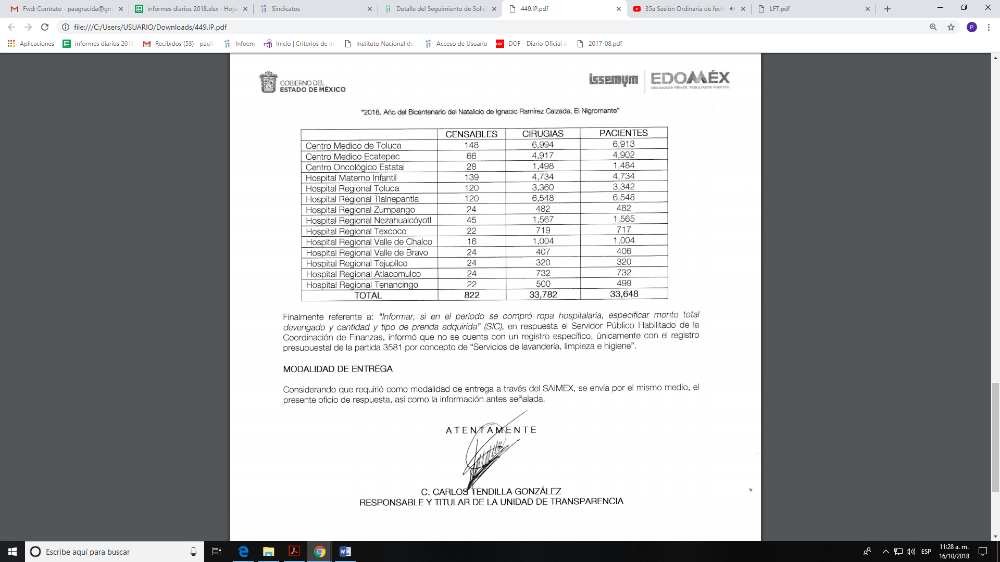 Fwd: Contrato - paugracida@gm
informes diarios 2018.xlsx - Hoja
Sindicatos
Detalle del Seguimiento de Solici
449.IP.pdf
35a Sesión Ordinaria de fech
LFT.pdf
file:///C:/Users/USUARIO/Downloads/449.IP.pdf
P
Aplicaciones
informes diarios 2018
Recibidos (53) - pauli
Infoem
Inicio | Criterios de In
Instituto Nacional de
Acceso de Usuario
DOF
DOF - Diario Oficial d
2017-08.pdf
GOBIERNO DEL
ESTADO DE MÉXICO
issemym
EDOMÉX
DECISIONES FIRMES, RESULTADOS FUERTES.
"2018. Año del Bicentenario del Natalicio de Ignacio Ramírez Calzada, El Nigromante"
CENSABLES CIRUGIAS PACIENTES
Centro Medico de Toluca 148 6,994 6,913
Centro Medico Ecatepec 66 4,917 4,902
Centro Oncológico Estatal 28 1,498 1,484
Hospital Materno Infantil 139 4,734 4,734
Hospital Regional Toluca 120 3,360 3,342
Hospital Regional Tlalnepantla 120 6,548 6,548
Hospital Regional Zumpango 24 482 482
Hospital Regional Nezahualcóyotl 45 1,567 1,565
Hospital Regional Texcoco 22 719 717
Hospital Regional Valle de Chalco 16 1,004 1,004
Hospital Regional Valle de Bravo 24 407 406
Hospital Regional Tejupilco 24 320 320
Hospital Regional Atlacomulco 24 732 732
Hospital Regional Tenancingo 22 500 499
TOTAL 822 33,782 33,648
Finalmente referente a: "Informar, si en el periodo se compró ropa hospitalaria, especificar monto total
devengado y cantidad y tipo de prenda adquirida" (SIC), en respuesta el Servidor Público Habilitado de la
Coordinación de Finanzas, informó que no se cuenta con un registro específico, únicamente con el registro
presupuestal de la partida 3581 por concepto de "Servicios de lavandería, limpieza e higiene".
MODALIDAD DE ENTREGA
Considerando que requirió como modalidad de entrega a través del SAIMEX, se envía por el mismo medio, el
presente oficio de respuesta, así como la información antes señalada.
A T E N T A M E N T E
C. CARLOS TENDILLA GONZÁLEZ
RESPONSABLE Y TITULAR DE LA UNIDAD DE TRANSPARENCIA
Escribe aquí para buscar
ESP
11:28 a. m.
16/10/2018